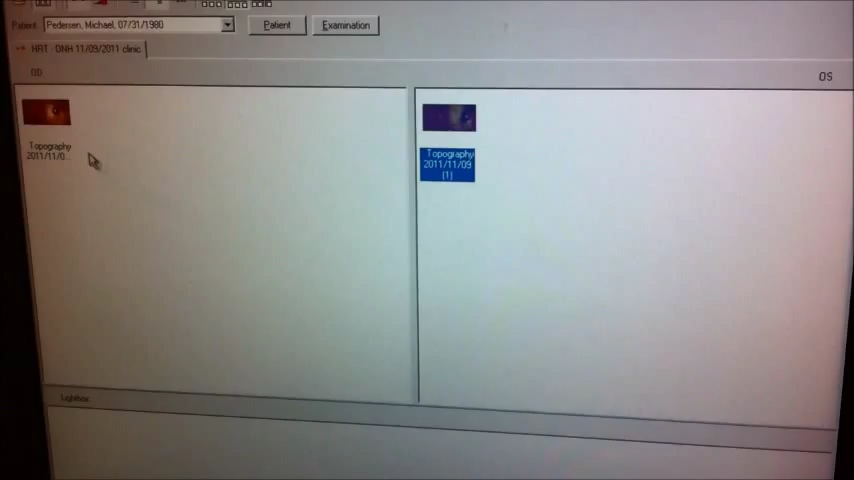 Patient: Pedersen, Michael, 07/31/1980
Patient Examination
HRT - ONH 11/09/2011 clinic
OD
OS
Topography
2011/11/0...
Topography
2011/11/09
[1]
Lightbox